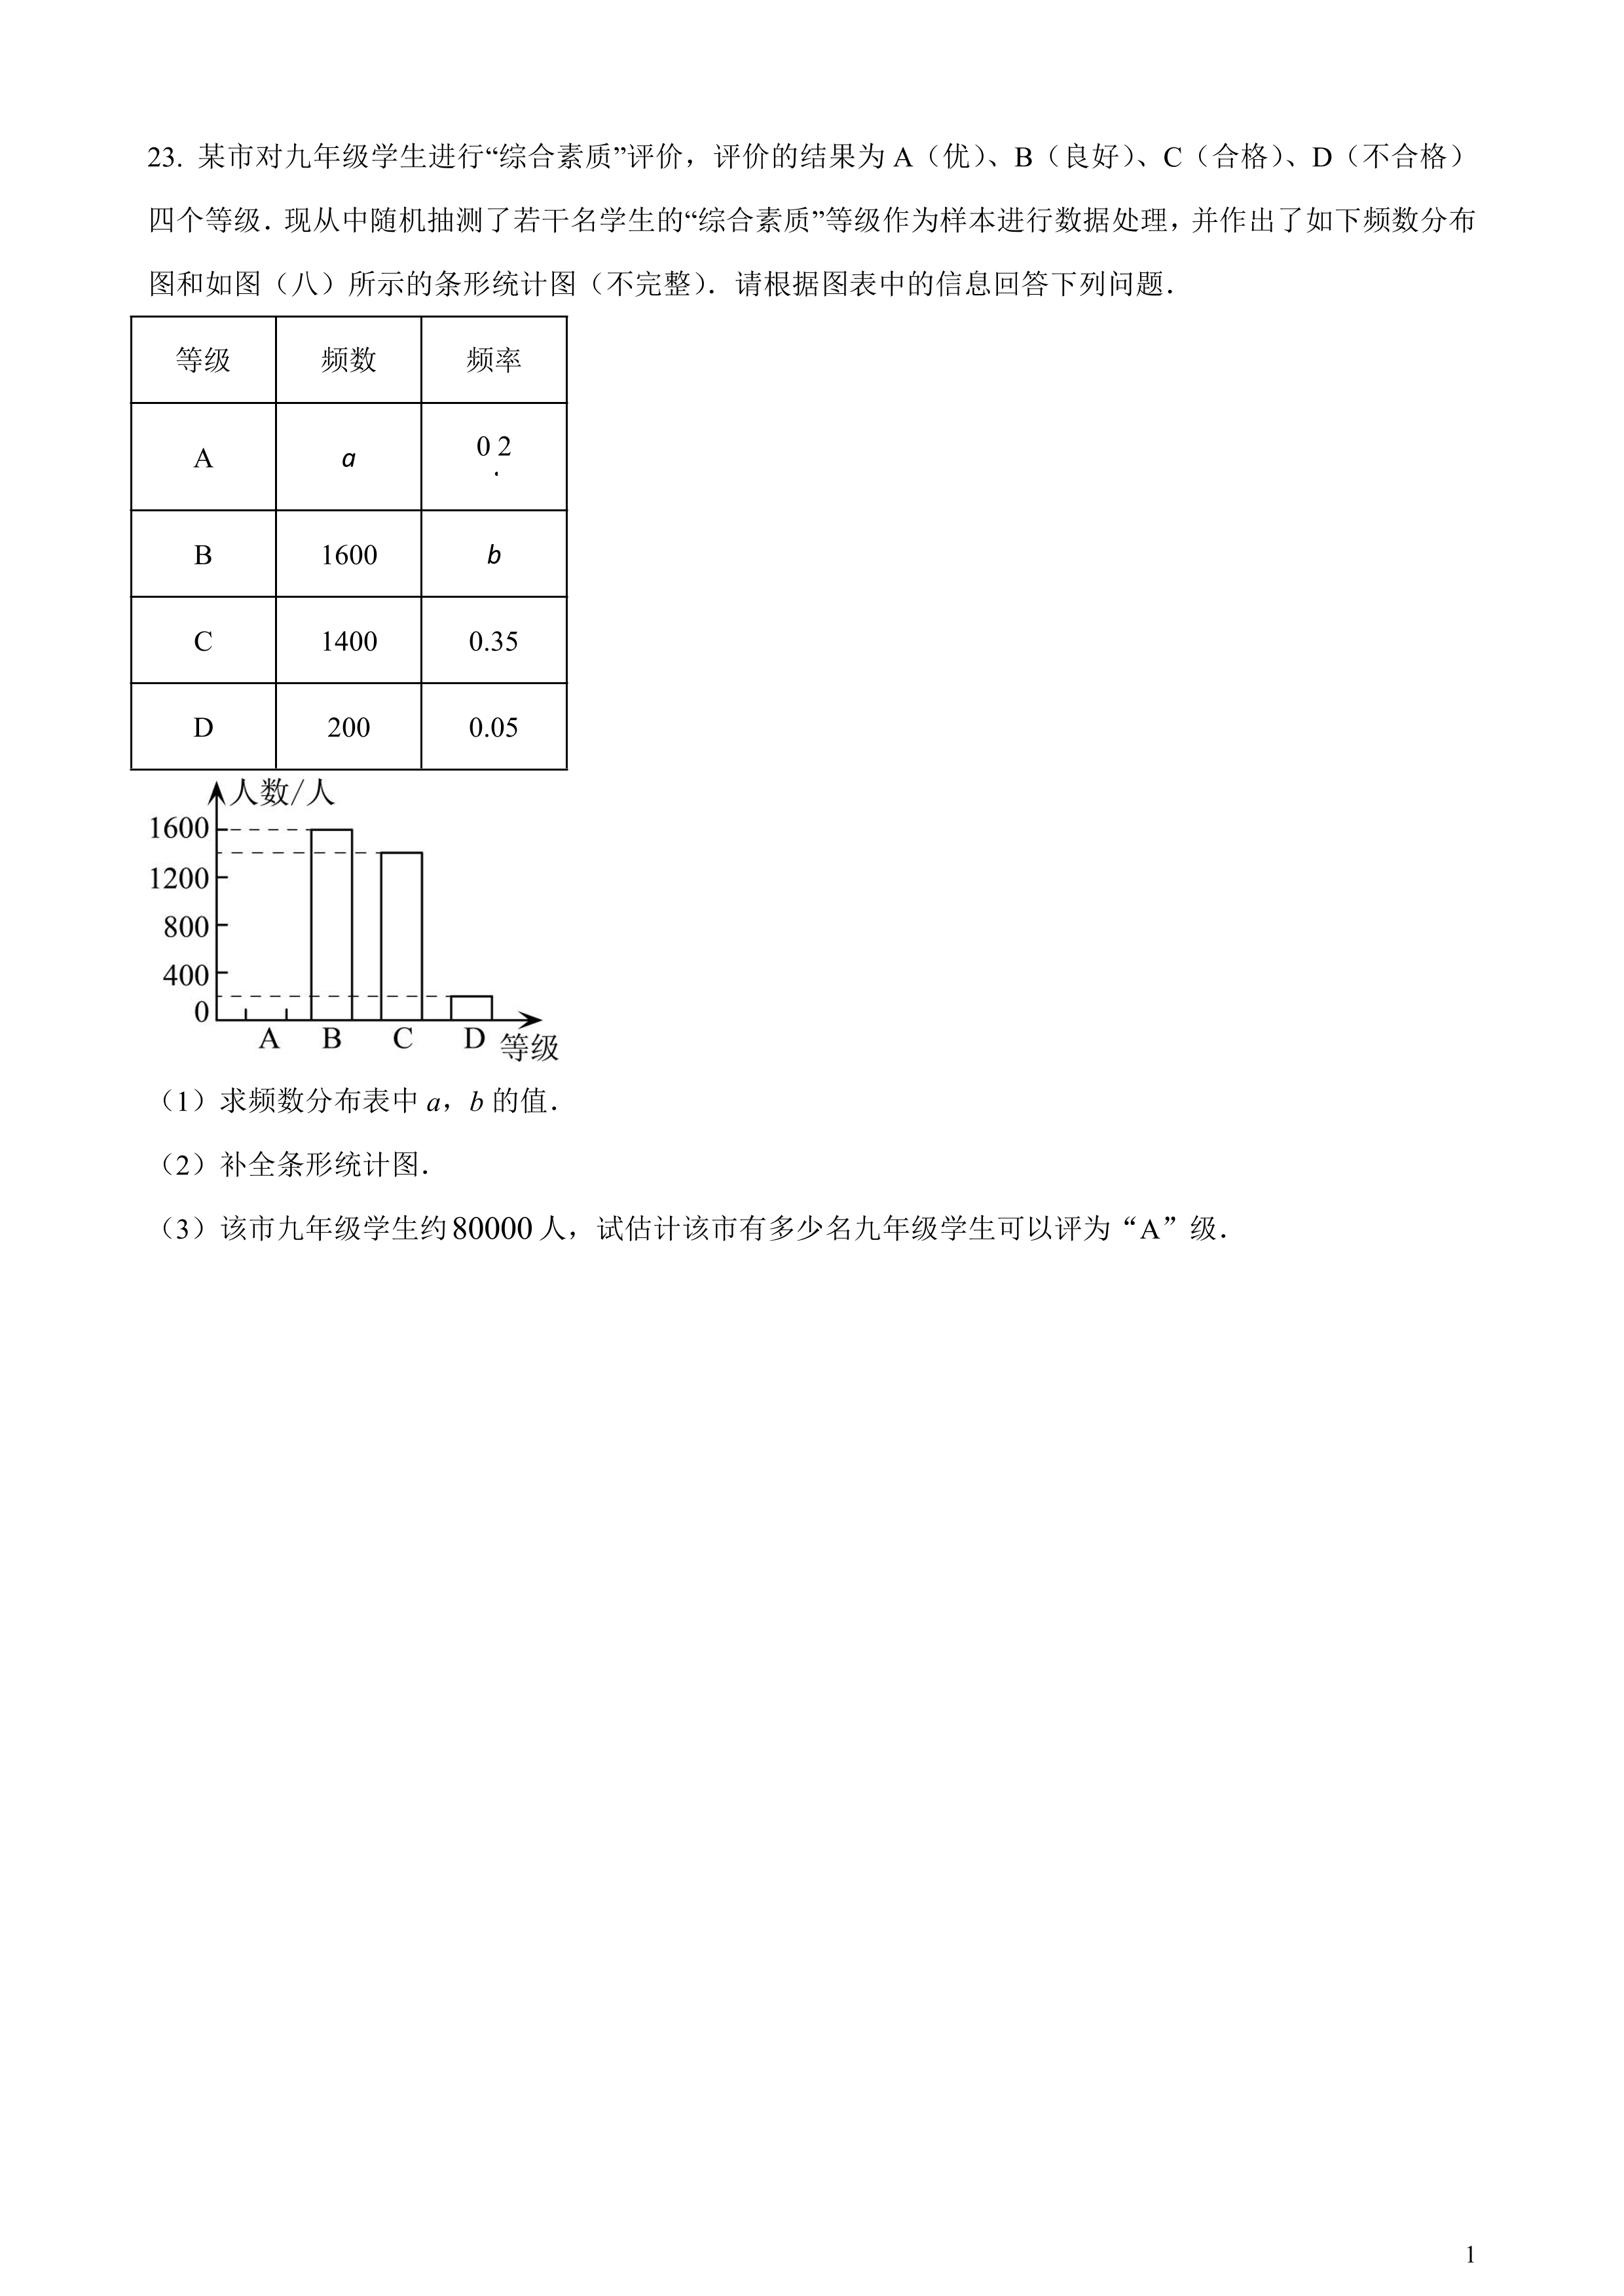 23. 某市对九年级学生进行“综合素质”评价，评价的结果为 A（优）、B（良好）、C（合格）、D（不合格）
四个等级．现从中随机抽测了若干名学生的“综合素质”等级作为样本进行数据处理，并作出了如下频数分布
图和如图（八）所示的条形统计图（不完整）．请根据图表中的信息回答下列问题．
等级 频数 频率
A a 0.2
B 1600 b
C 1400 0.35
D 200 0.05
人数/人
1600
1200
800
400
0
A B C D 等级
（1）求频数分布表中 a，b 的值．
（2）补全条形统计图．
（3）该市九年级学生约80000人，试估计该市有多少名九年级学生可以评为“A”级．
1